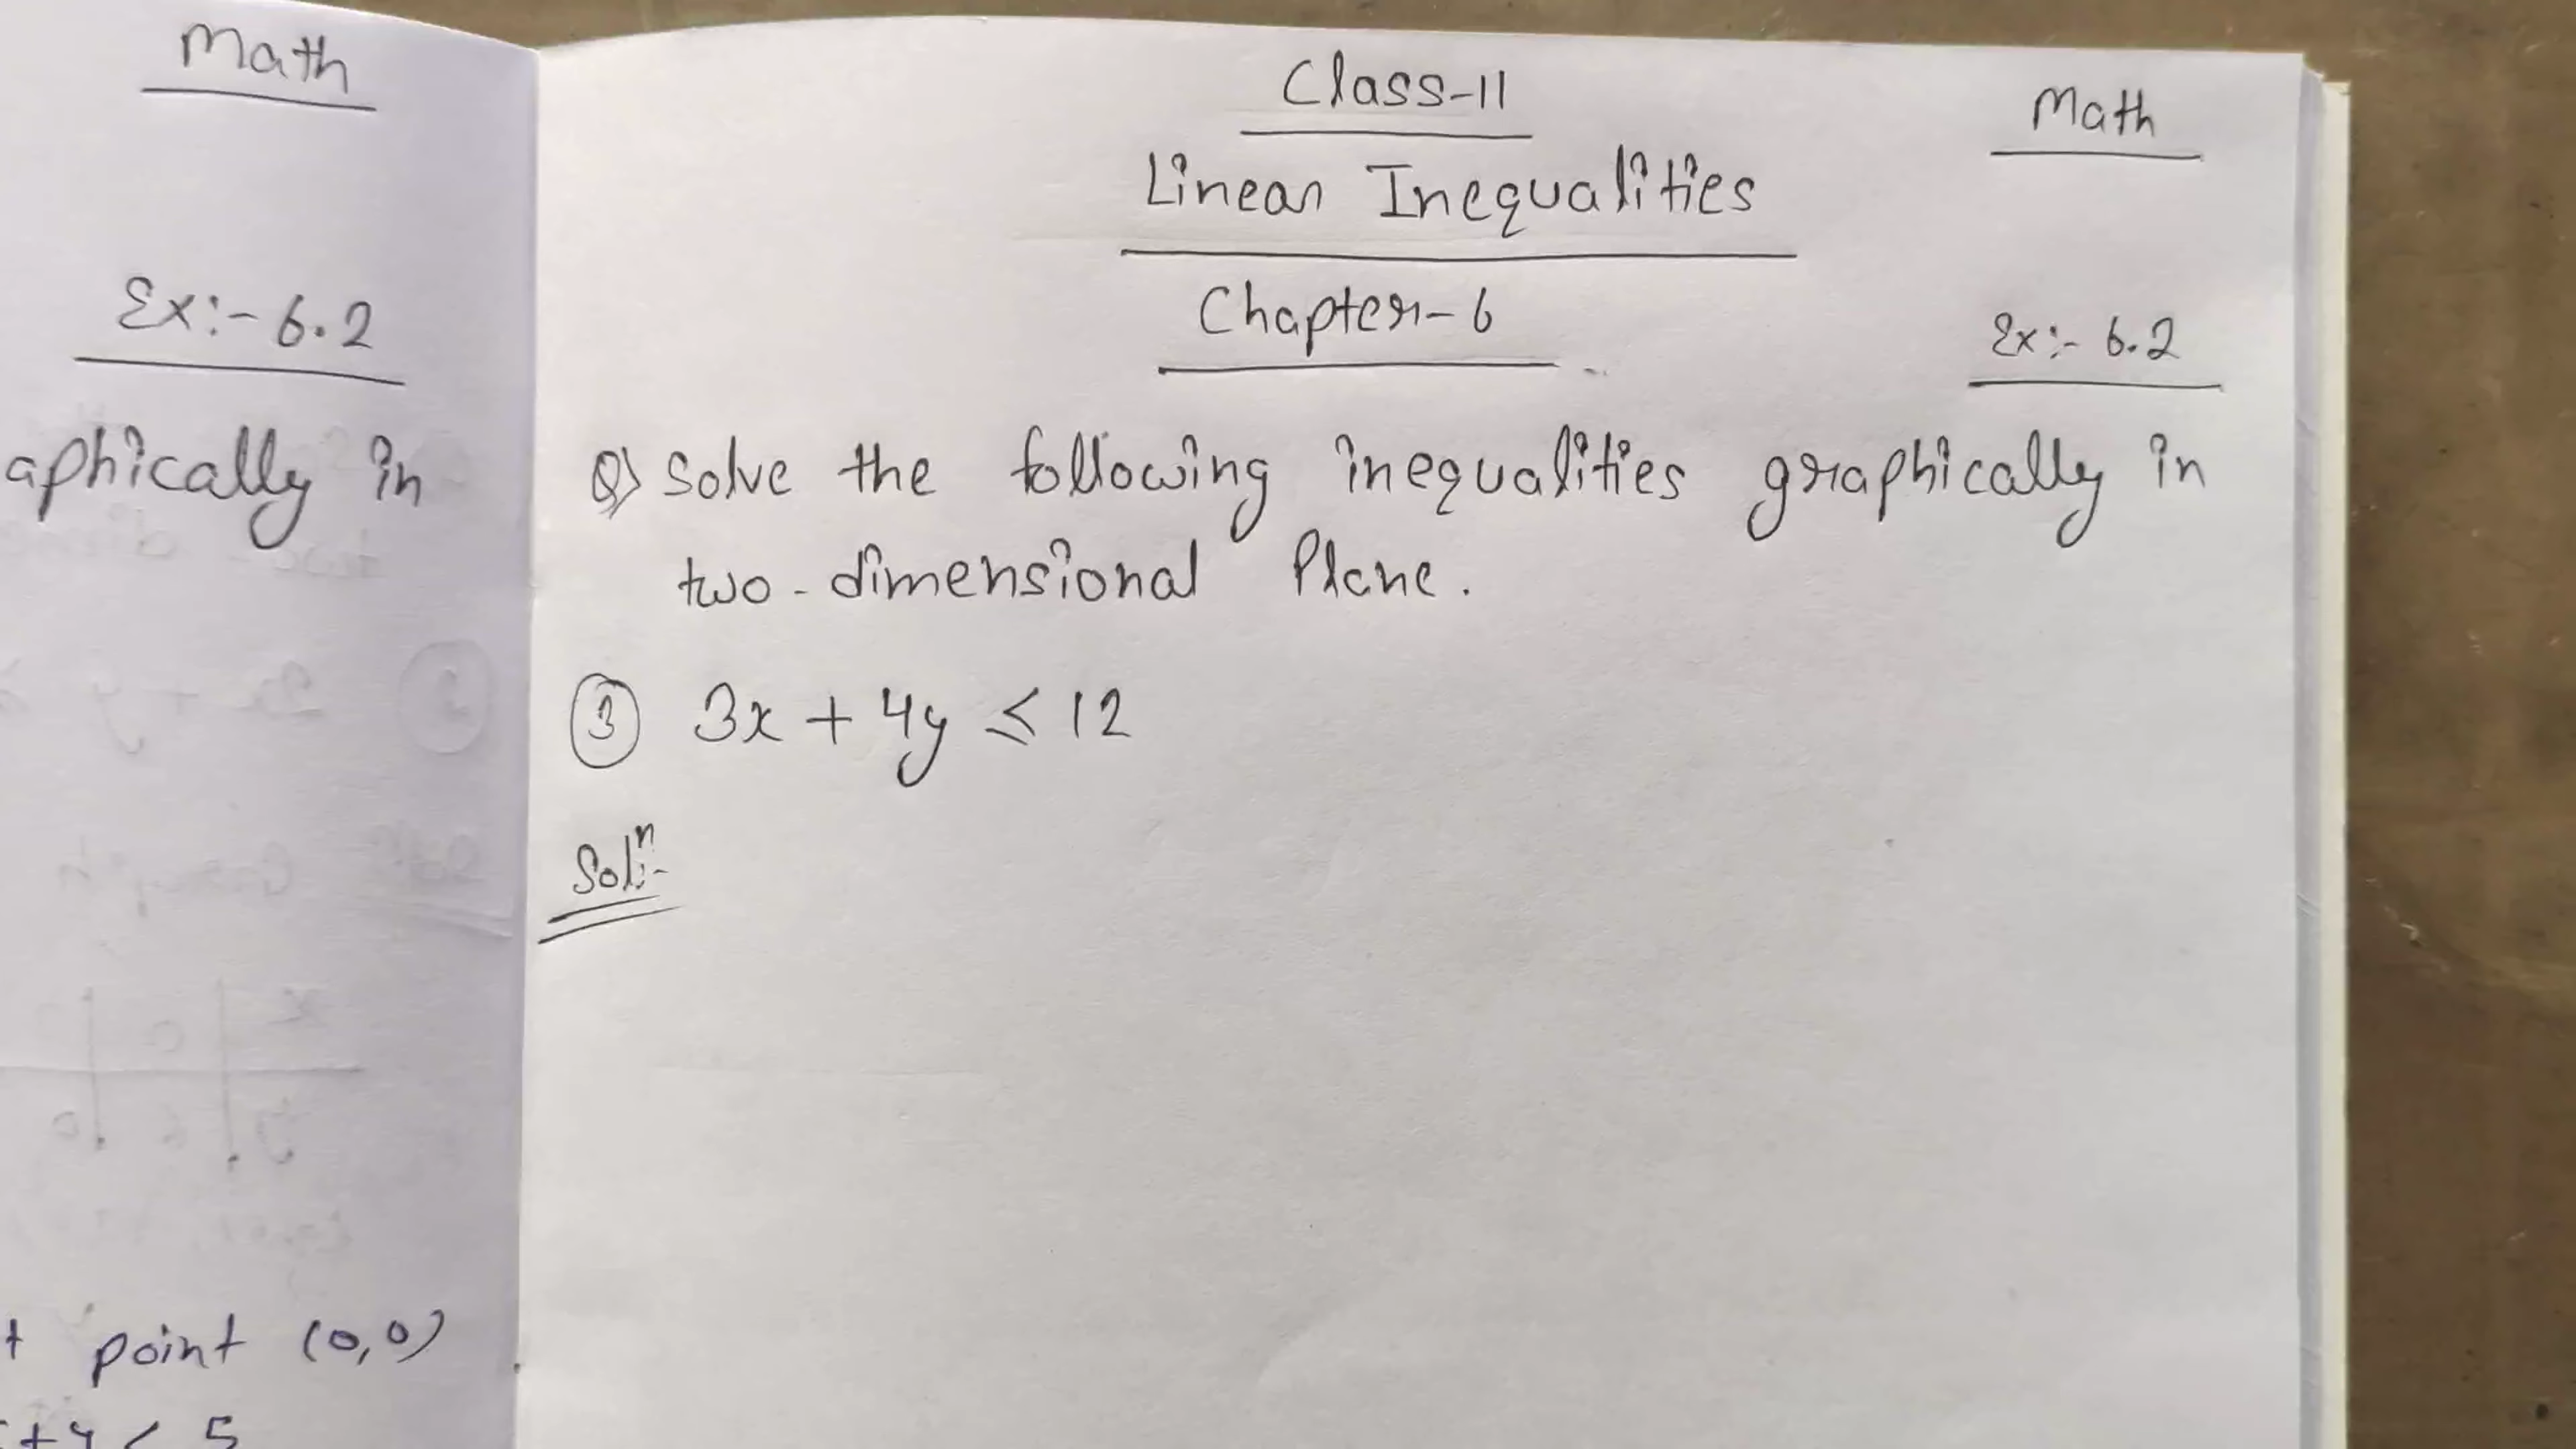 Math
Ex:- 6.2
aphically in
point (0,0)
+y < 5
Class-11
Math
Linear Inequalities
Chapter-6
Ex:- 6.2
Q) Solve the following inequalities graphically in
two-dimensional Plane.
③ 3x + 4y ≤ 12
Solⁿ:-